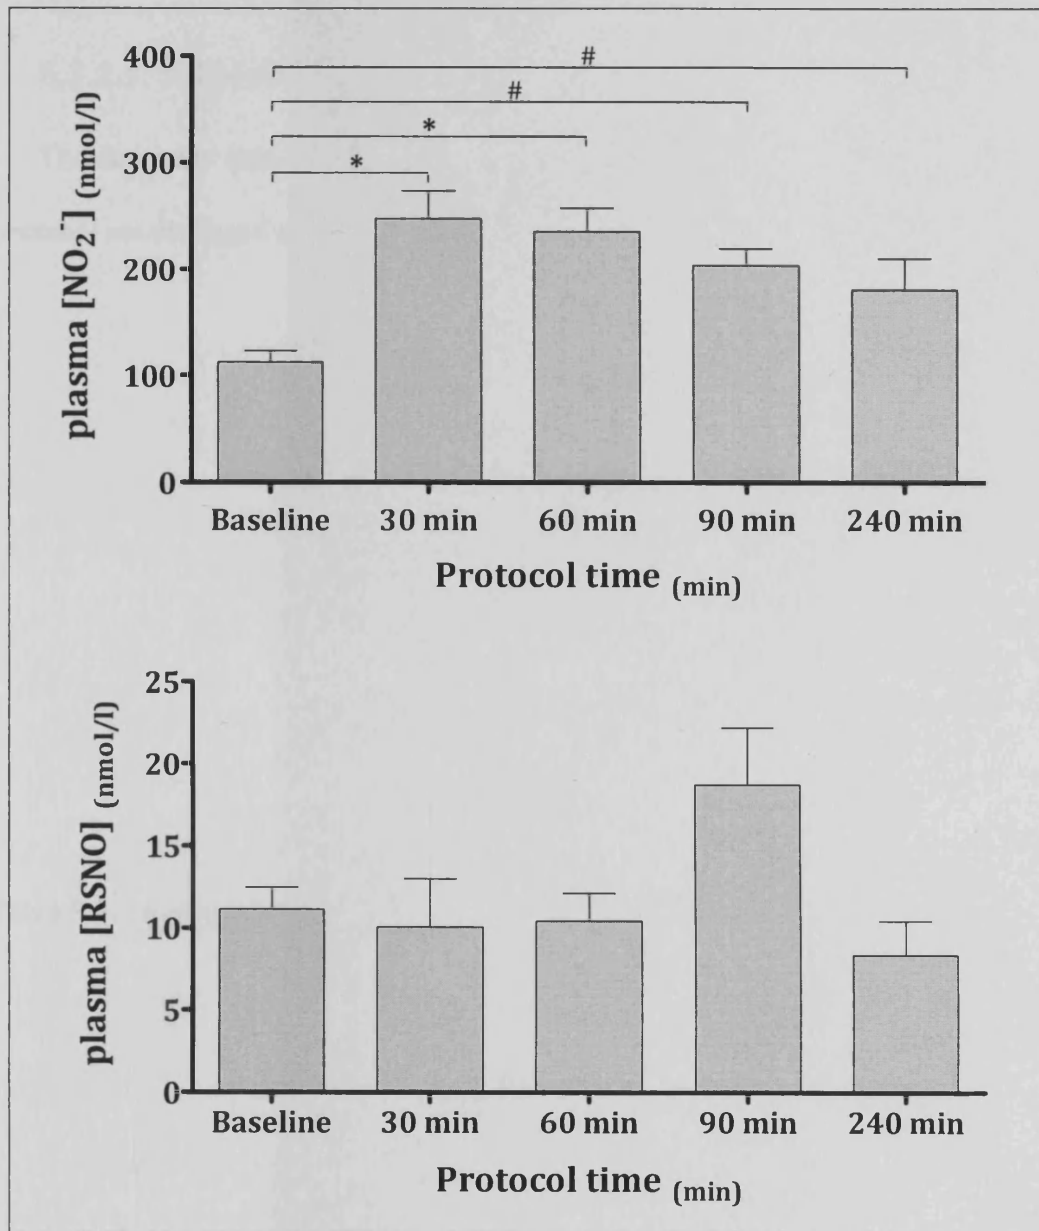 plasma [NO₂⁻] (nmol/l)
400
300
200
100
0
#
#
*
*
Baseline 30 min 60 min 90 min 240 min
Protocol time (min)
plasma [RSNO] (nmol/l)
25
20
15
10
5
0
Baseline 30 min 60 min 90 min 240 min
Protocol time (min)